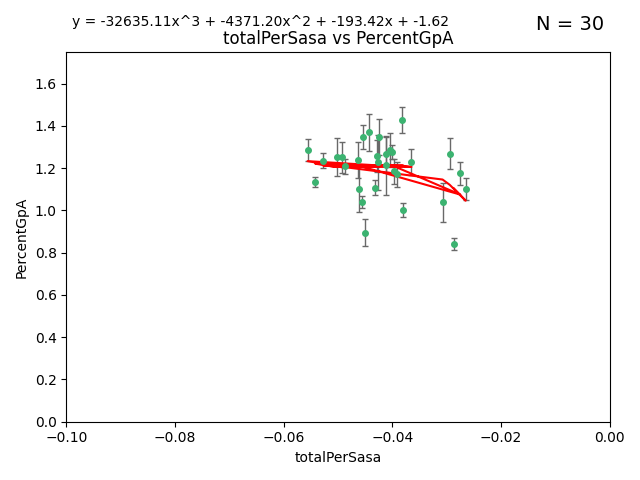 y = -32635.11x^3 + -4371.20x^2 + -193.42x + -1.62
N = 30
totalPerSasa vs PercentGpA
PercentGpA
1.6
1.4
1.2
1.0
0.8
0.6
0.4
0.2
0.0
−0.10 −0.08 −0.06 −0.04 −0.02 0.00
totalPerSasa